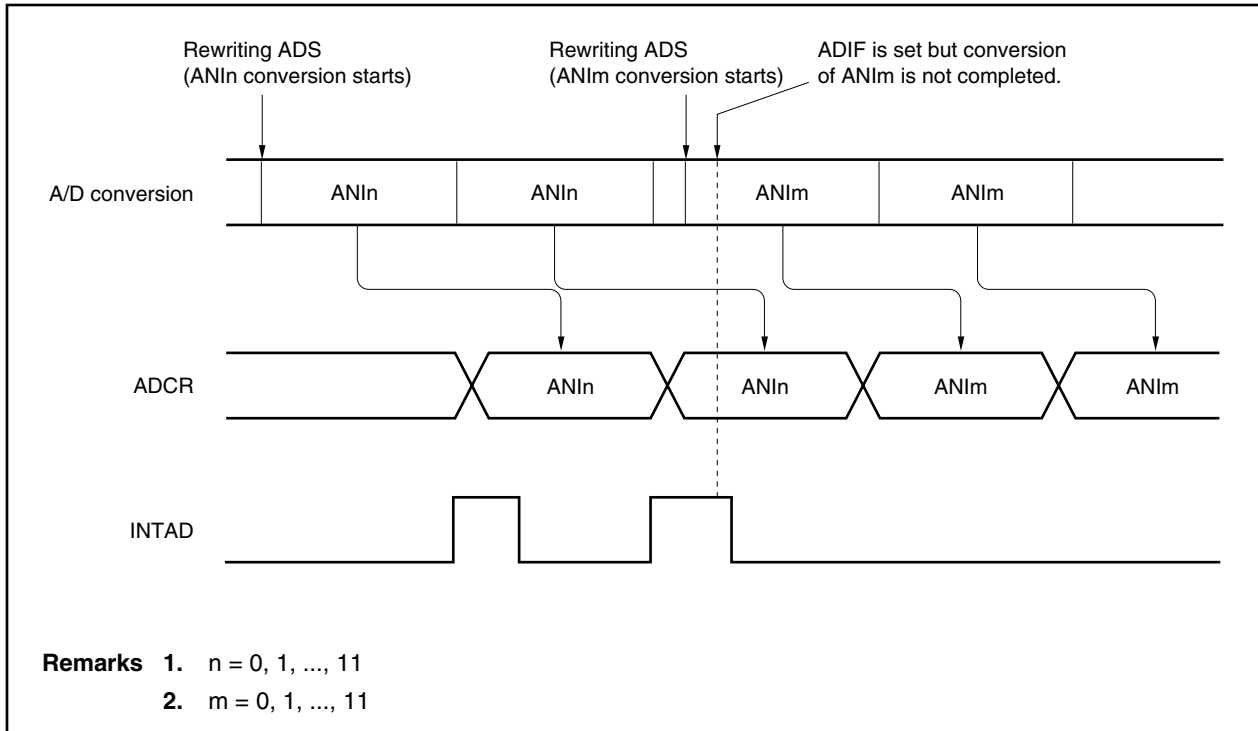 Rewriting ADS
(ANIn conversion starts)
Rewriting ADS
(ANIm conversion starts)
ADIF is set but conversion
of ANIm is not completed.
A/D conversion
ANIn
ANIn
ANIm
ANIm
ADCR
ANIn
ANIn
ANIm
ANIm
INTAD
Remarks 1. n = 0, 1, ..., 11
2. m = 0, 1, ..., 11